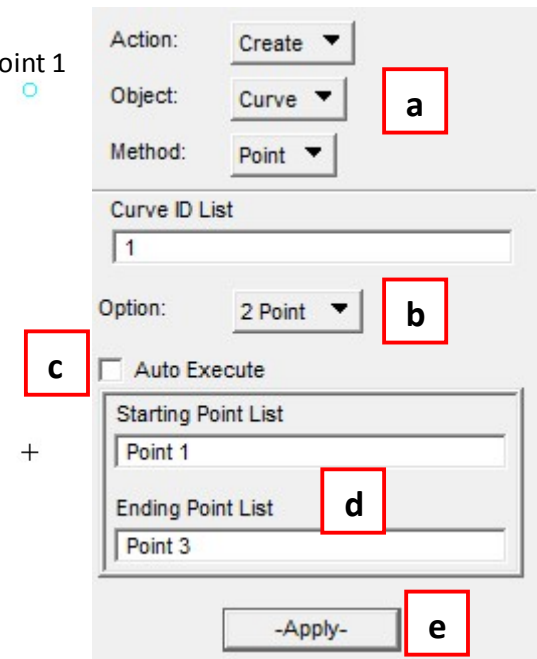 oint 1
Action: Create
Object: Curve
a
Method: Point
Curve ID List
1
Option: 2 Point
b
c
Auto Execute
Starting Point List
Point 1
+
d
Ending Point List
Point 3
-Apply-
e